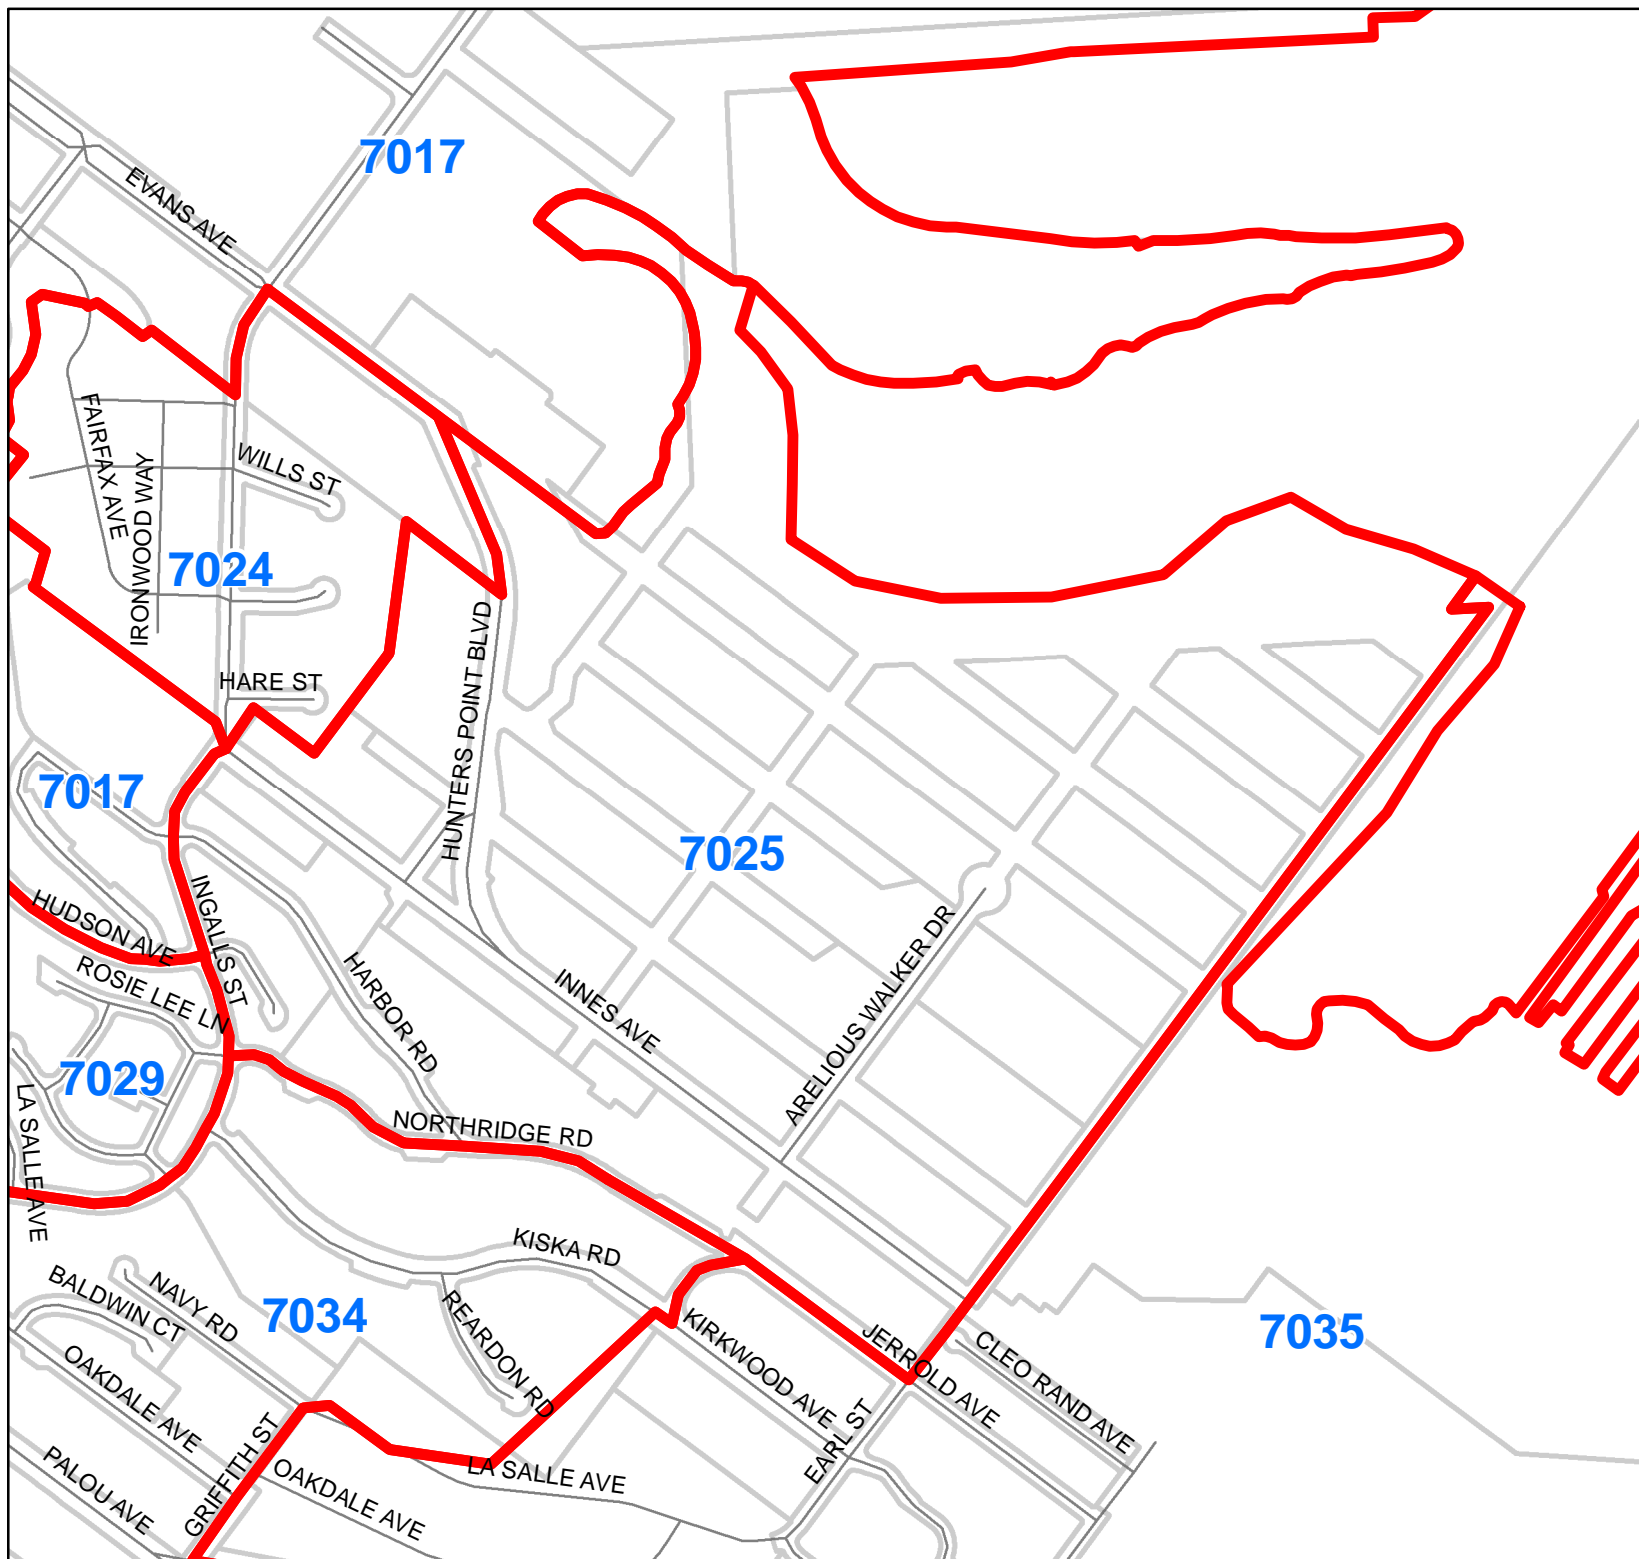 7017
EVANS AVE
WILLS ST
FAIRFAX AVE
IRONWOOD WAY
7024
HARE ST
HUNTERS POINT BLVD
7017
7025
HUDSON AVE
INGALLS ST
ROSIE LEE LN
HARBOR RD
INNES AVE
ARELIOUS WALKER DR
7029
LA SALLE AVE
NORTHRIDGE RD
KISKA RD
NAVY RD
BALDWIN CT
7034
REARDON RD
KIRKWOOD AVE
JERROLD AVE
CLEO RAND AVE
7035
OAKDALE AVE
EARL ST
GRIFFITH ST
PALOU AVE
OAKDALE AVE
LA SALLE AVE